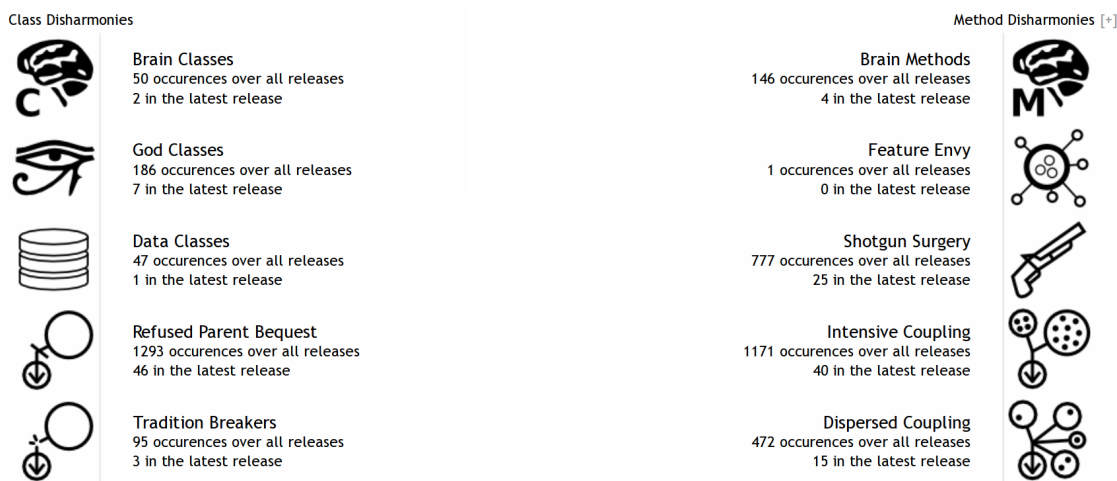 Class Disharmonies
Brain Classes
50 occurences over all releases
2 in the latest release
C
God Classes
186 occurences over all releases
7 in the latest release
Data Classes
47 occurences over all releases
1 in the latest release
Refused Parent Bequest
1293 occurences over all releases
46 in the latest release
Tradition Breakers
95 occurences over all releases
3 in the latest release
Method Disharmonies [+]
Brain Methods
146 occurences over all releases
4 in the latest release
M
Feature Envy
1 occurences over all releases
0 in the latest release
Shotgun Surgery
777 occurences over all releases
25 in the latest release
Intensive Coupling
1171 occurences over all releases
40 in the latest release
Dispersed Coupling
472 occurences over all releases
15 in the latest release